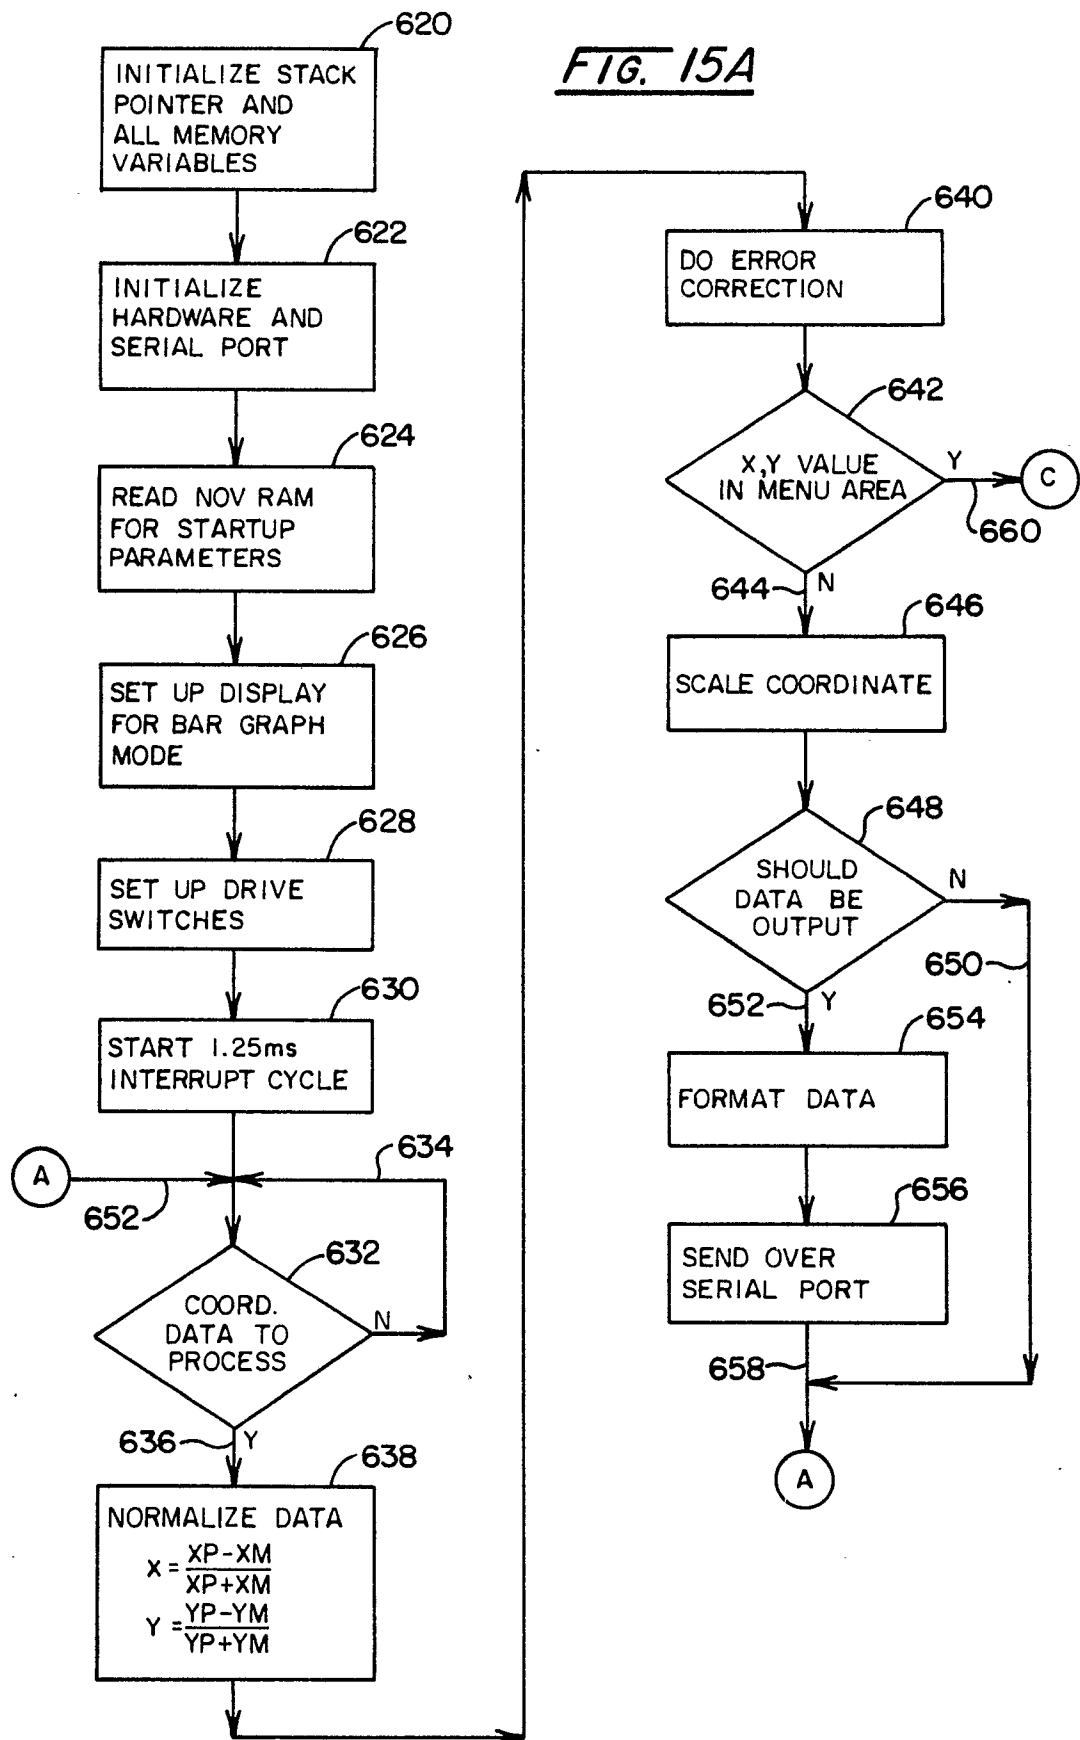 FIG. 15A
620
INITIALIZE STACK
POINTER AND
ALL MEMORY
VARIABLES
622
INITIALIZE
HARDWARE AND
SERIAL PORT
624
READ NOV RAM
FOR STARTUP
PARAMETERS
626
SET UP DISPLAY
FOR BAR GRAPH
MODE
628
SET UP DRIVE
SWITCHES
630
START 1.25ms
INTERRUPT CYCLE
A
652
634
632
COORD.
DATA TO
PROCESS
N
636
Y
638
NORMALIZE DATA
X = XP-XM
XP+XM
Y = YP-YM
YP+YM
640
DO ERROR
CORRECTION
642
X,Y VALUE
IN MENU AREA
Y
C
660
644
N
646
SCALE COORDINATE
648
SHOULD
DATA BE
OUTPUT
N
650
652
Y
654
FORMAT DATA
656
SEND OVER
SERIAL PORT
658
A